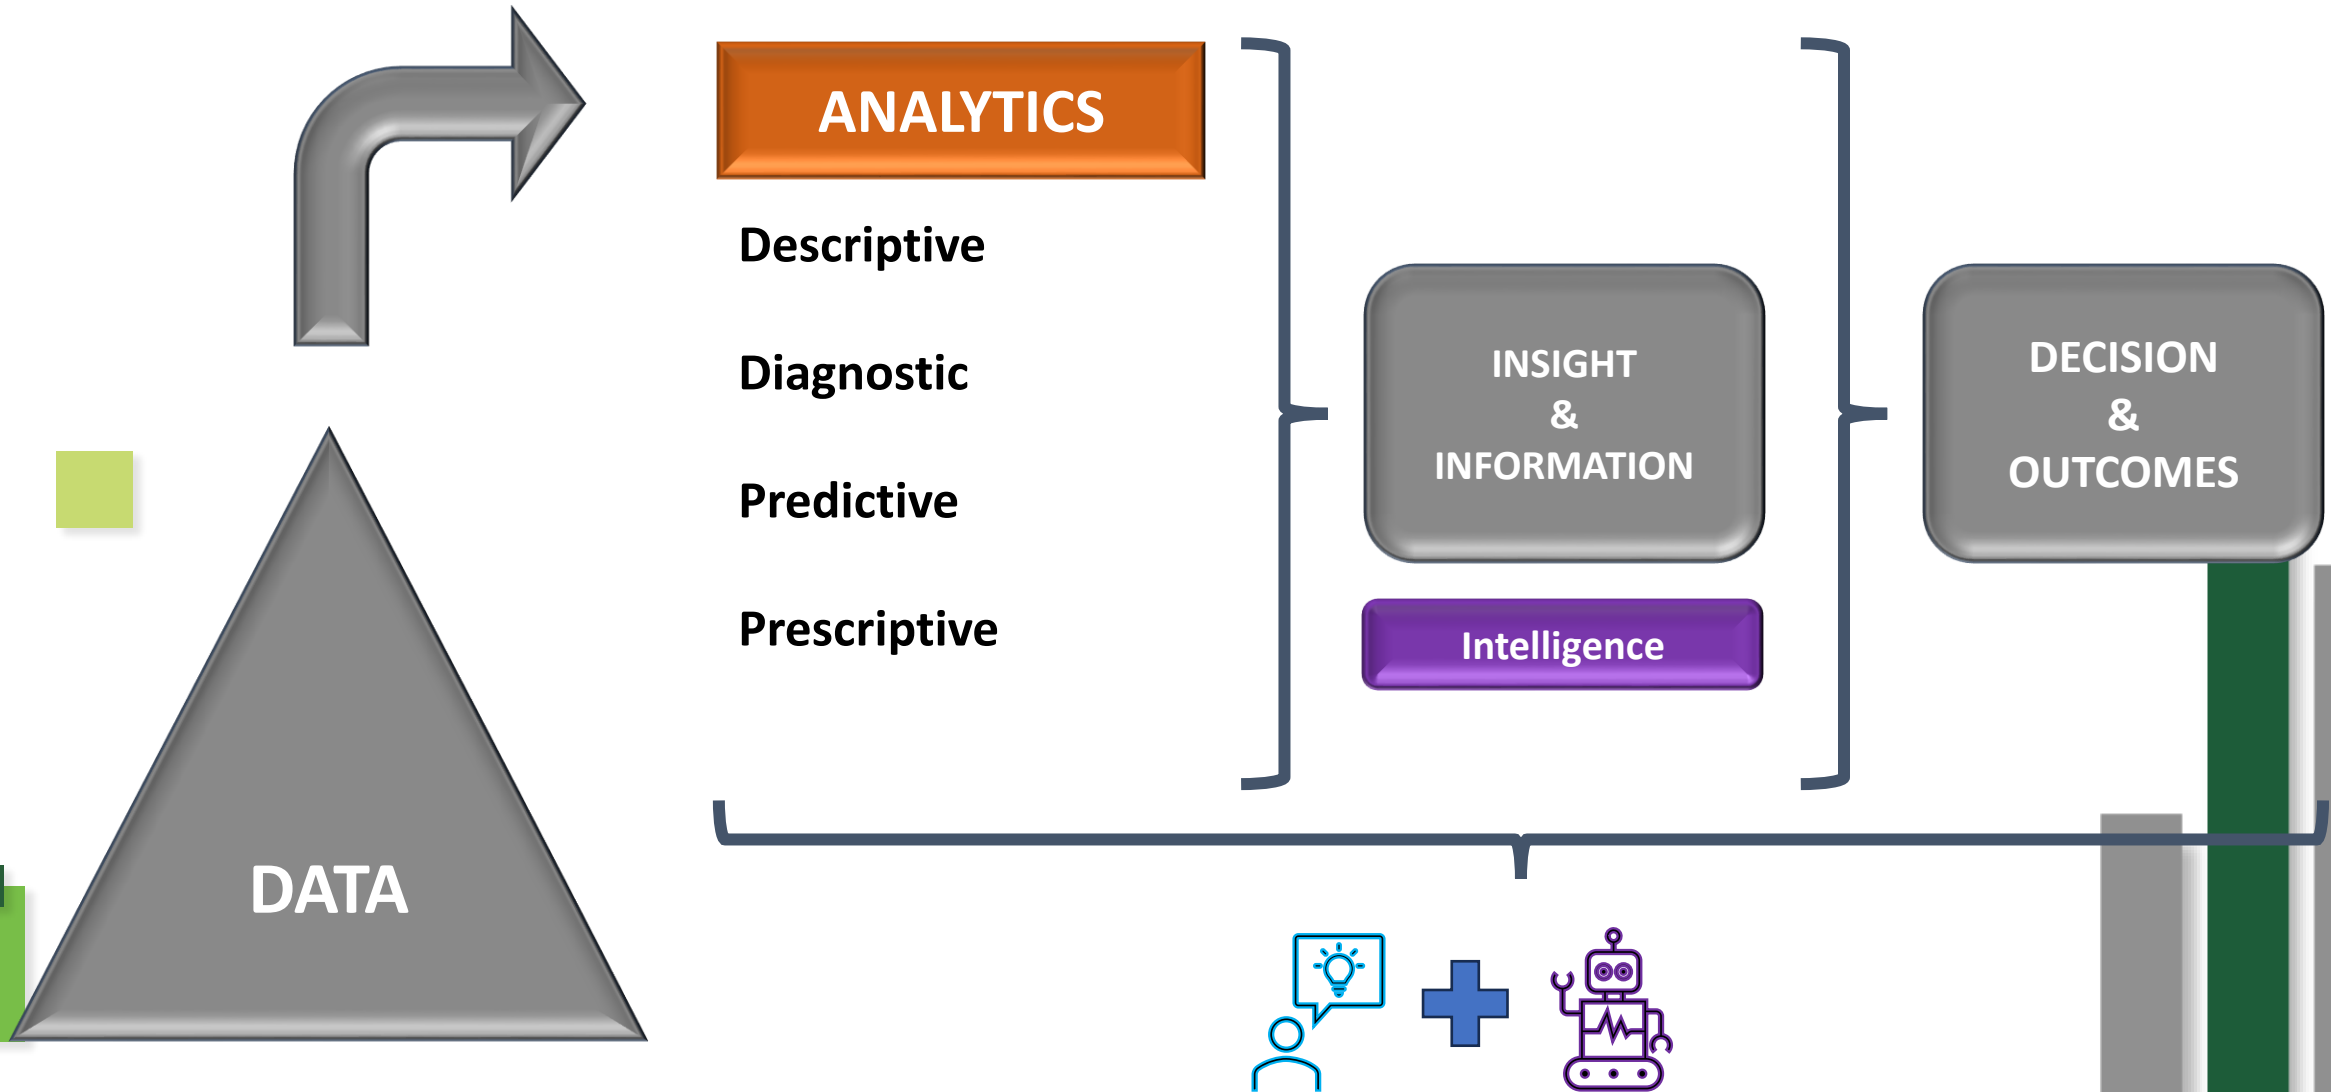 ANALYTICS
Descriptive
Diagnostic
Predictive
Prescriptive
INSIGHT
&
INFORMATION
Intelligence
DECISION
&
OUTCOMES
DATA